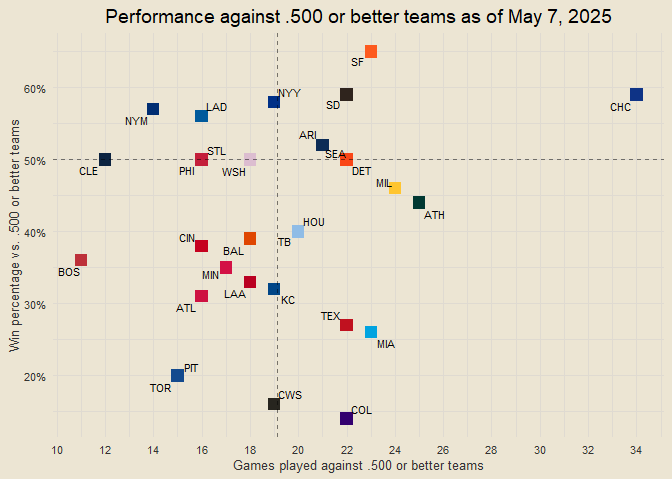 Performance against .500 or better teams as of May 7, 2025
Win percentage vs. .500 or better teams
60%
50%
40%
30%
20%
SF
NYY
SD
CHC
NYM
LAD
ARI
STL
SEA
CLE
PHI
WSH
DET
MIL
ATH
HOU
CIN
TB
BAL
BOS
MIN
LAA
KC
ATL
TEX
MIA
PIT
TOR
CWS
COL
10 12 14 16 18 20 22 24 26 28 30 32 34
Games played against .500 or better teams